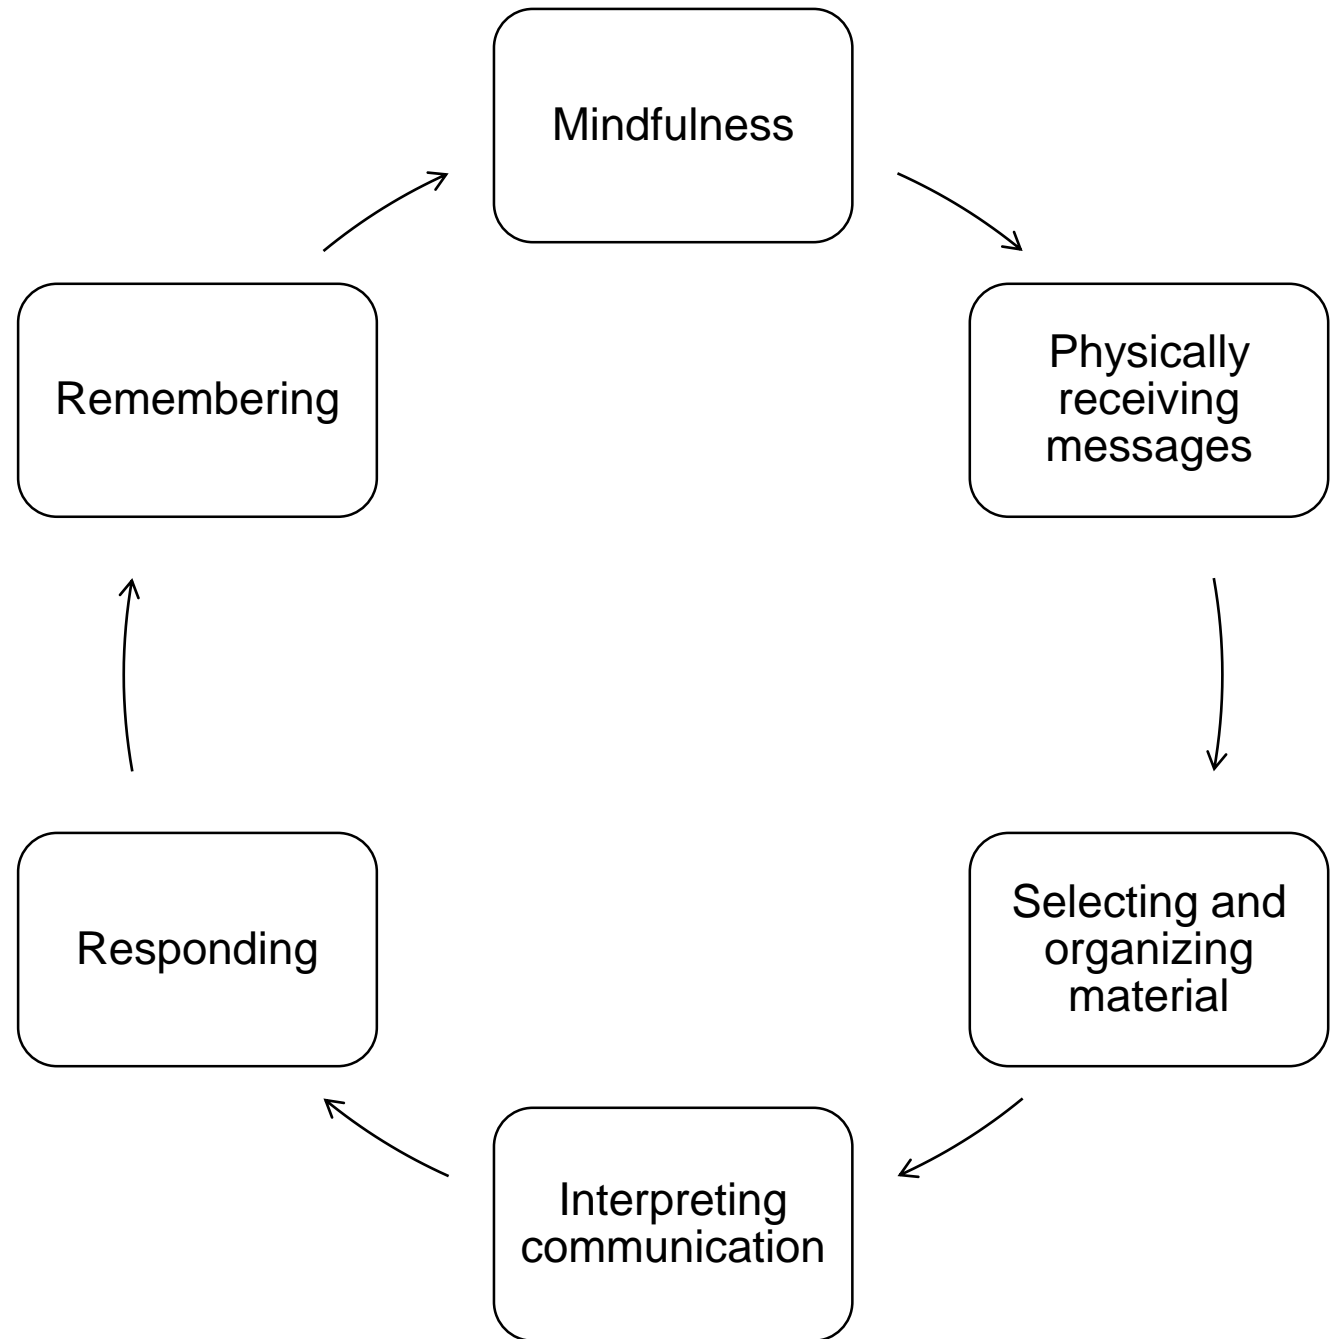 Mindfulness
Physically
receiving
messages
Selecting and
organizing
material
Interpreting
communication
Responding
Remembering